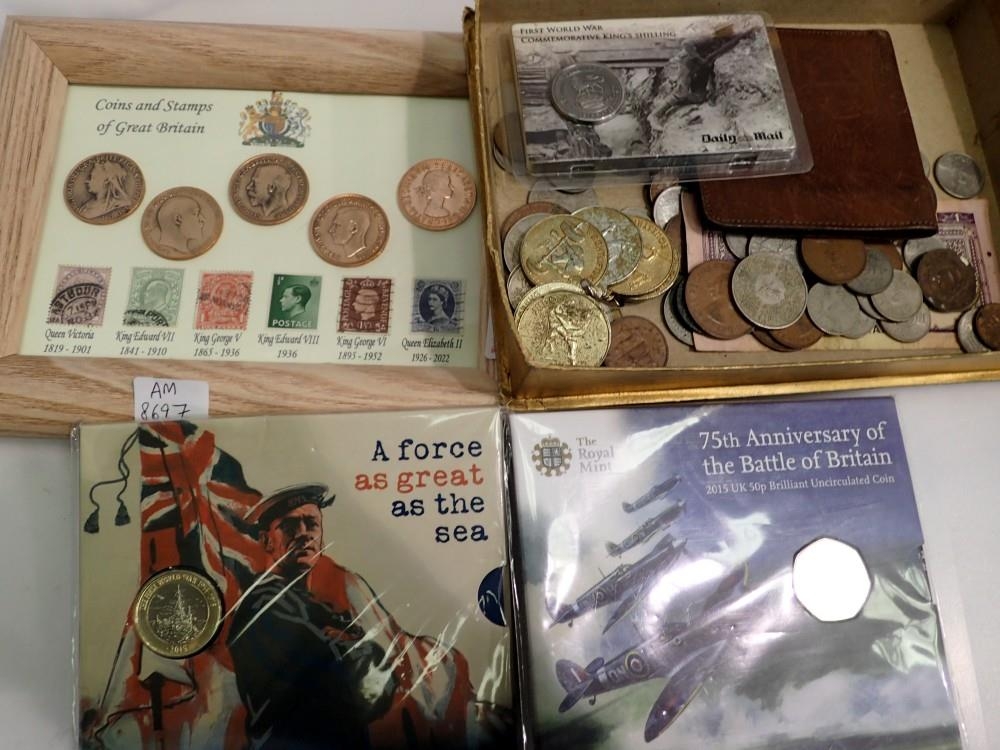 Coins and Stamps
of Great Britain
Queen Victoria
1819 - 1901
King Edward VII
1841 - 1910
King George V
1865 - 1936
POSTAGE
King Edward VIII
1936
King George VI
1895 - 1952
Queen Elizabeth II
1926 - 2022
FIRST WORLD WAR
COMMEMORATIVE KING'S SHILLING
Daily Mail
AM
8697
A force
as great
as the
sea
2015
The
Royal
Mint
75th Anniversary of
the Battle of Britain
2015 UK 50p Brilliant Uncirculated Coin